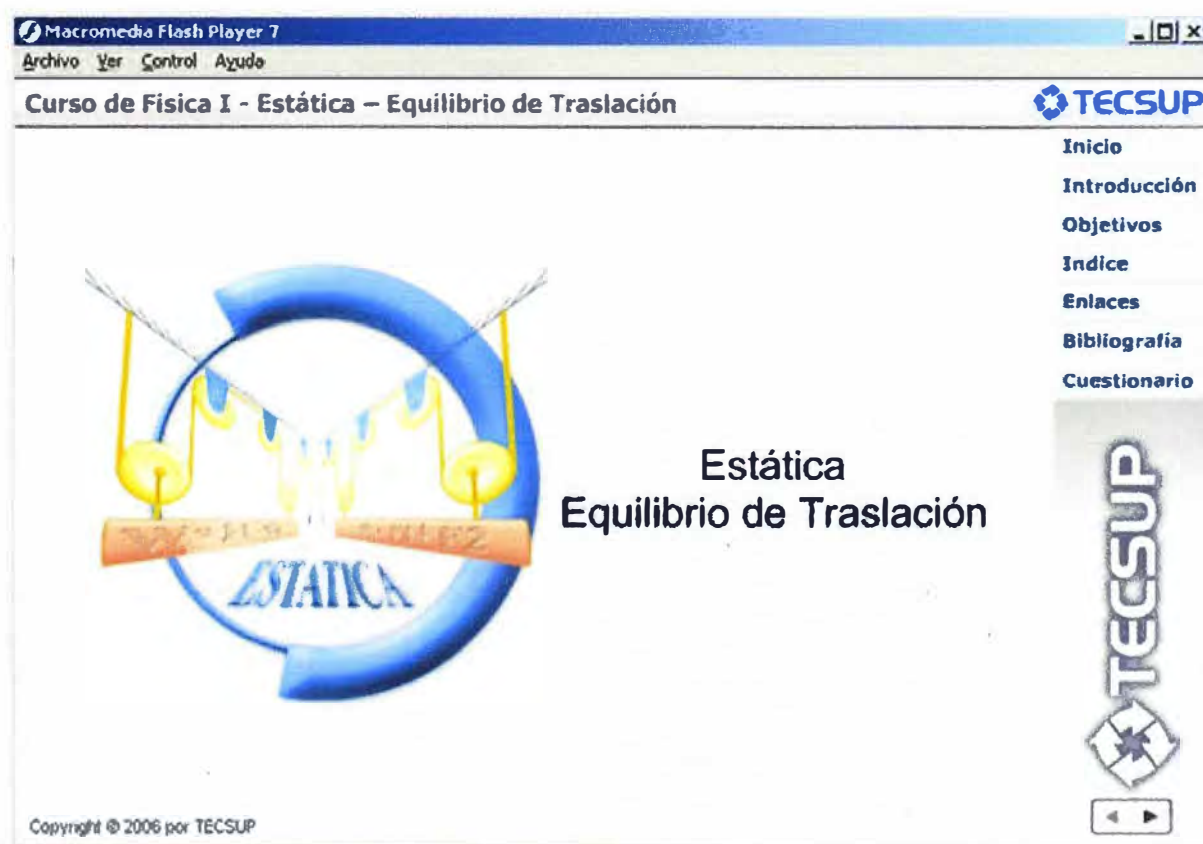 Macromedia Flash Player 7
Archivo Ver Control Ayuda
Curso de Física I - Estática – Equilibrio de Traslación
TECSUP
Inicio
Introducción
Objetivos
Indice
Enlaces
Bibliografía
Cuestionario
ESTATICA
Estática
Equilibrio de Traslación
TECSUP
Copyright © 2006 por TECSUP